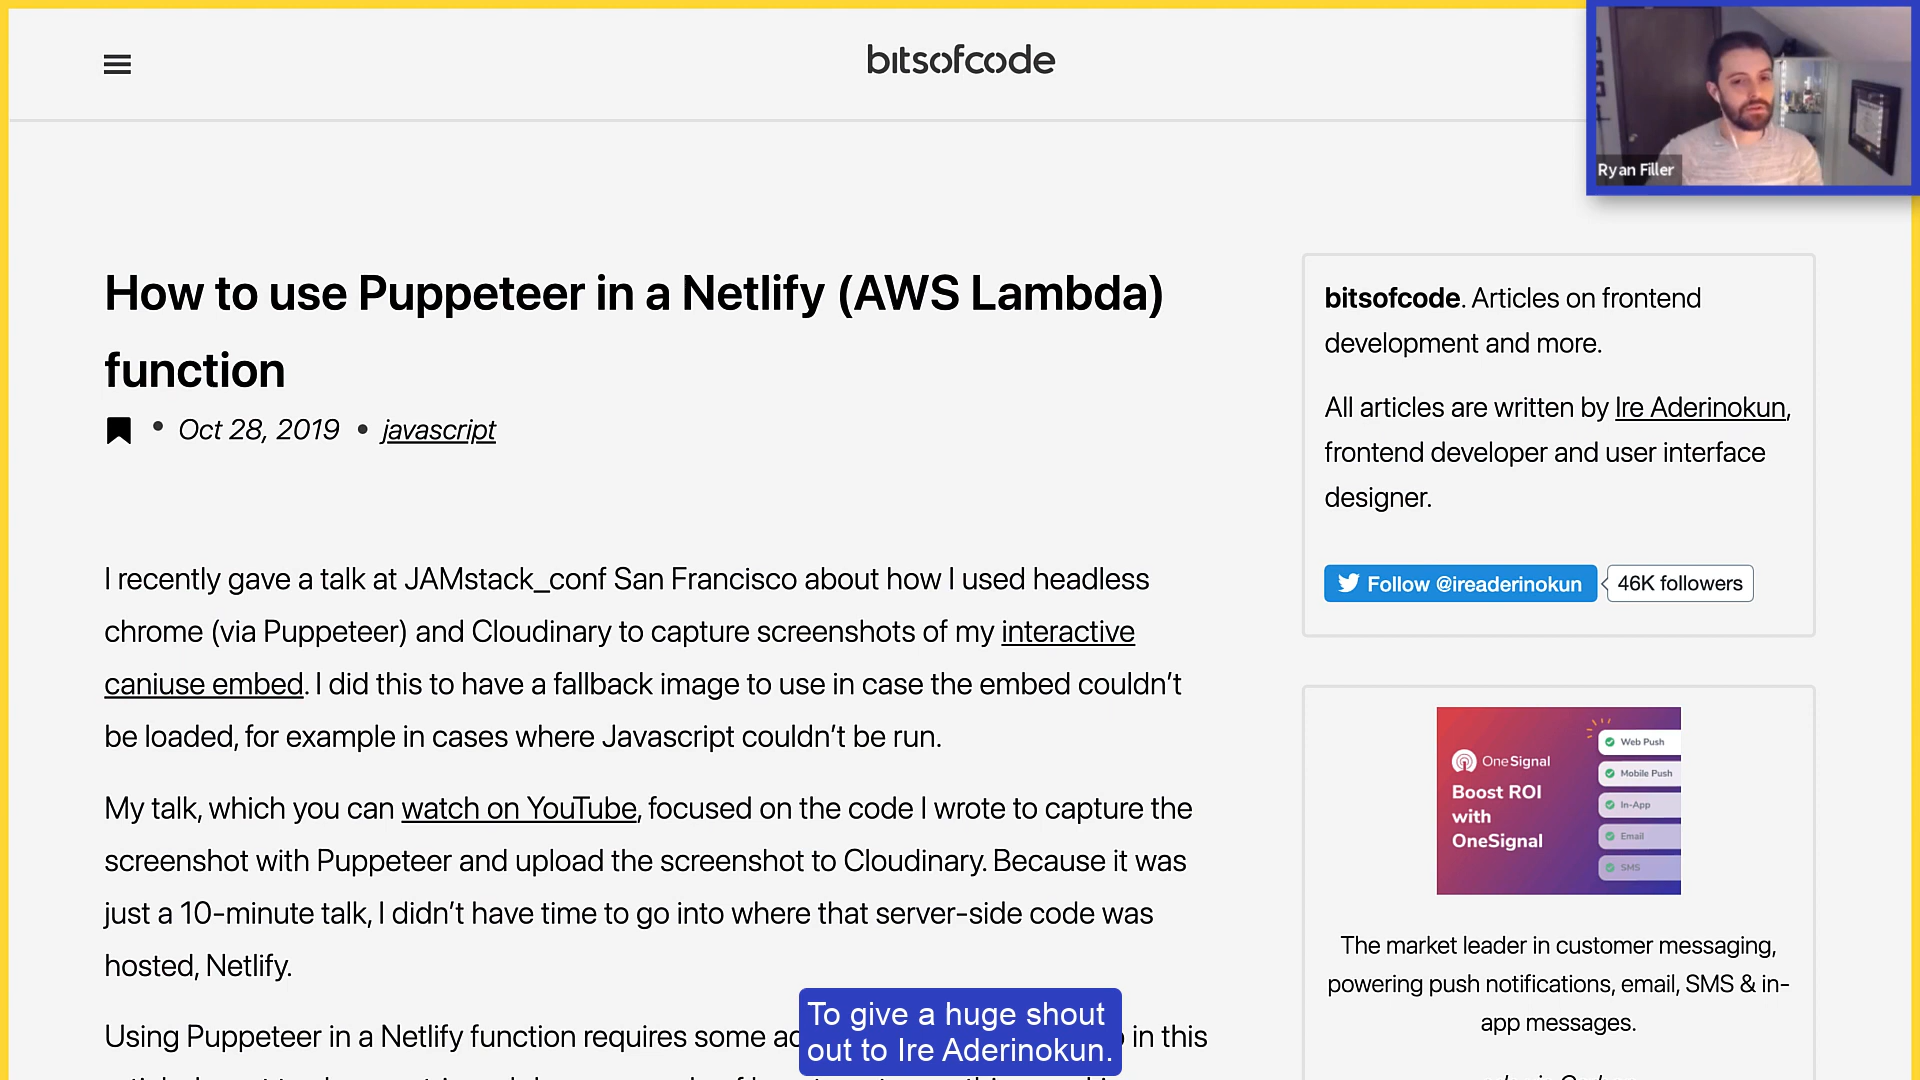 bitsofcode
Ryan Filler
How to use Puppeteer in a Netlify (AWS Lambda)
function
• Oct 28, 2019 • javascript
I recently gave a talk at JAMstack_conf San Francisco about how I used headless
chrome (via Puppeteer) and Cloudinary to capture screenshots of my interactive
caniuse embed. I did this to have a fallback image to use in case the embed couldn’t
be loaded, for example in cases where Javascript couldn’t be run.
My talk, which you can watch on YouTube, focused on the code I wrote to capture the
screenshot with Puppeteer and upload the screenshot to Cloudinary. Because it was
just a 10-minute talk, I didn’t have time to go into where that server-side code was
hosted, Netlify.
Using Puppeteer in a Netlify function requires some in this
bitsofcode. Articles on frontend
development and more.
All articles are written by Ire Aderinokun,
frontend developer and user interface
designer.
Follow @ireaderinokun 46K followers
OneSignal
Boost ROI
with
OneSignal
Web Push
Mobile Push
In-App
Email
SMS
The market leader in customer messaging,
powering push notifications, email, SMS & in-
app messages.
To give a huge shout
out to Ire Aderinokun.